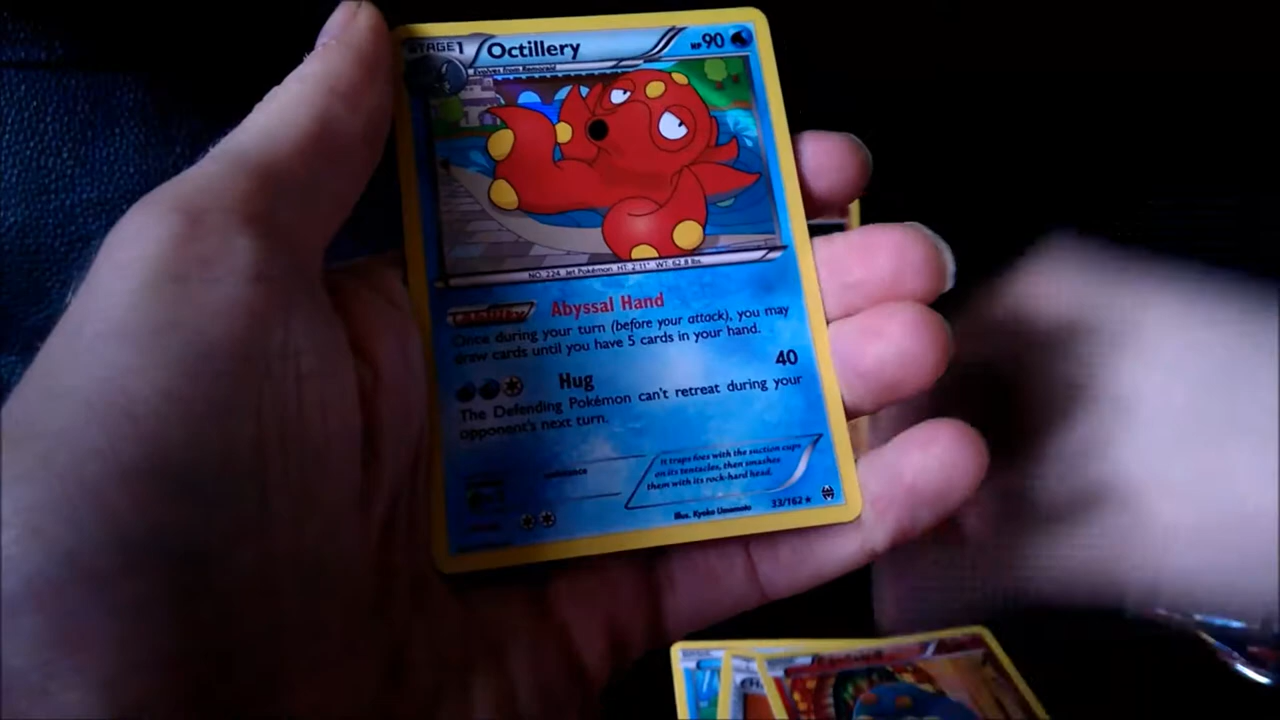 STAGE1 Octillery HP90
Evolves from Remoraid
NO. 224 Jet Pokémon HT: 2'11" WT: 62.8 lbs.
Ability Abyssal Hand
Once during your turn (before your attack), you may
draw cards until you have 5 cards in your hand.
Hug 40
The Defending Pokémon can't retreat during your
opponent's next turn.
resistance
It traps foes with the suction cups
on its tentacles, then smashes
them with its rock-hard head.
Illus. Kyoko Umemoto 33/162